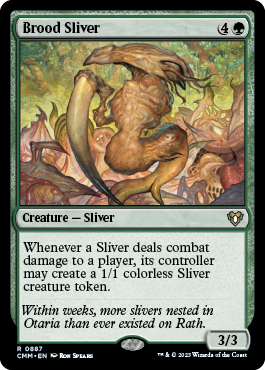 Brood Sliver 4
Creature — Sliver
Whenever a Sliver deals combat
damage to a player, its controller
may create a 1/1 colorless Sliver
creature token.
Within weeks, more slivers nested in
Otaria than ever existed on Rath.
3/3
R 0887
CMM • EN Ron Spears
™ & © 2023 Wizards of the Coast